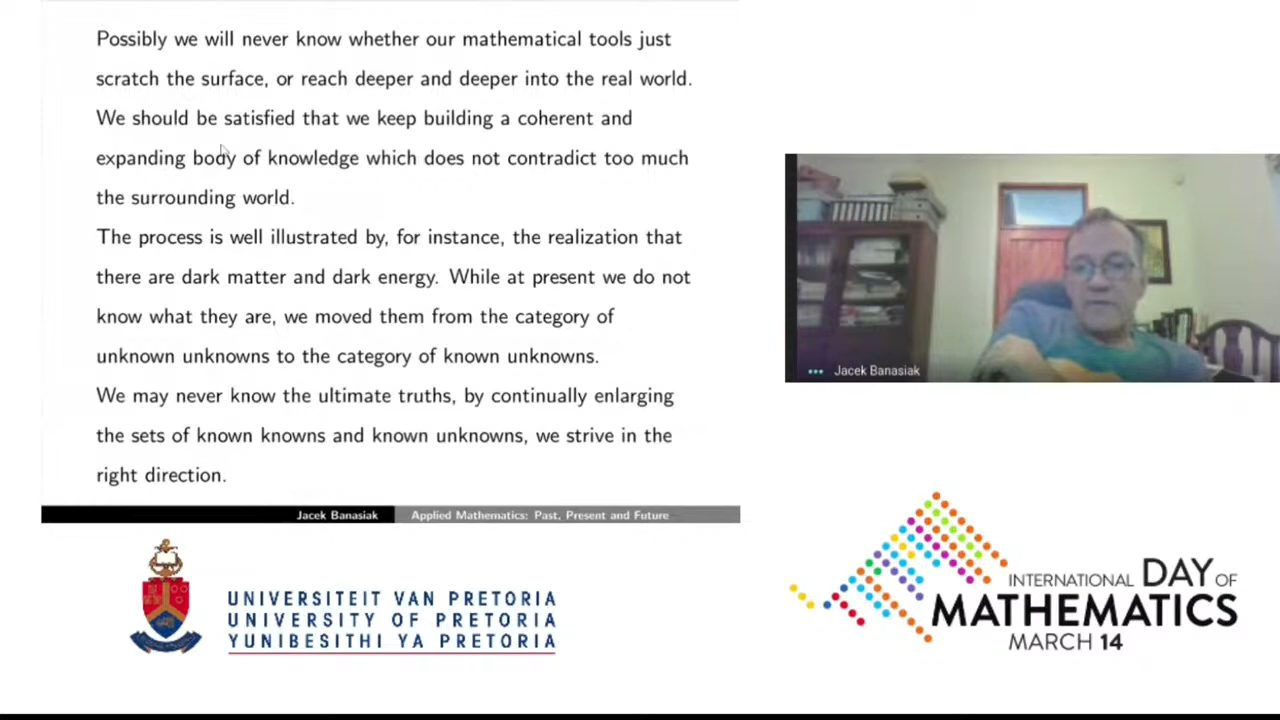 Possibly we will never know whether our mathematical tools just
scratch the surface, or reach deeper and deeper into the real world.
We should be satisfied that we keep building a coherent and
expanding body of knowledge which does not contradict too much
the surrounding world.
The process is well illustrated by, for instance, the realization that
there are dark matter and dark energy. While at present we do not
know what they are, we moved them from the category of
unknown unknowns to the category of known unknowns.
We may never know the ultimate truths, by continually enlarging
the sets of known knowns and known unknowns, we strive in the
right direction.
Jacek Banasiak Applied Mathematics: Past, Present and Future
Jacek Banasiak
UNIVERSITEIT VAN PRETORIA
UNIVERSITY OF PRETORIA
YUNIBESITHI YA PRETORIA
INTERNATIONAL DAY OF
MATHEMATICS
MARCH 14